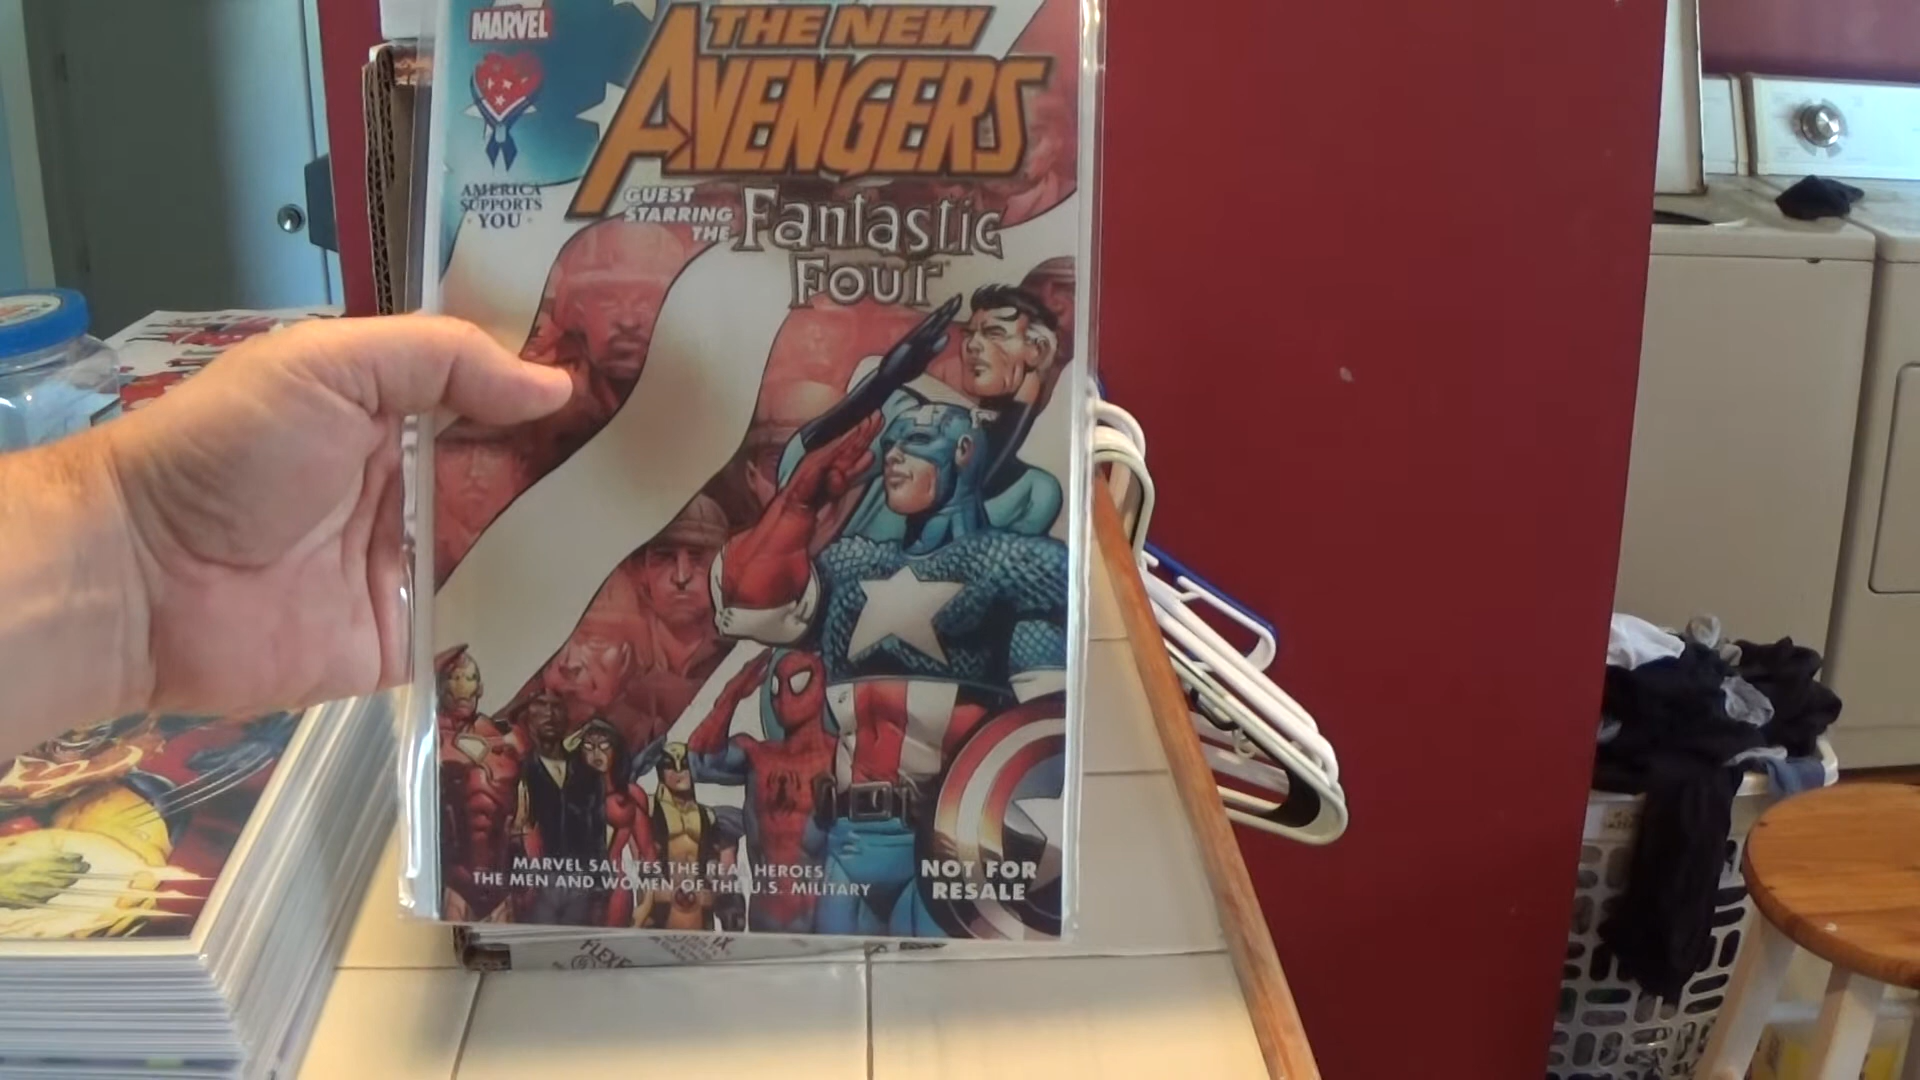 MARVEL
THE NEW
AVENGERS
AMERICA
SUPPORTS
YOU
GUEST
STARRING
THE
Fantastic
Four
MARVEL SALUTES THE REAL HEROES
THE MEN AND WOMEN OF THE U.S. MILITARY
NOT FOR
RESALE